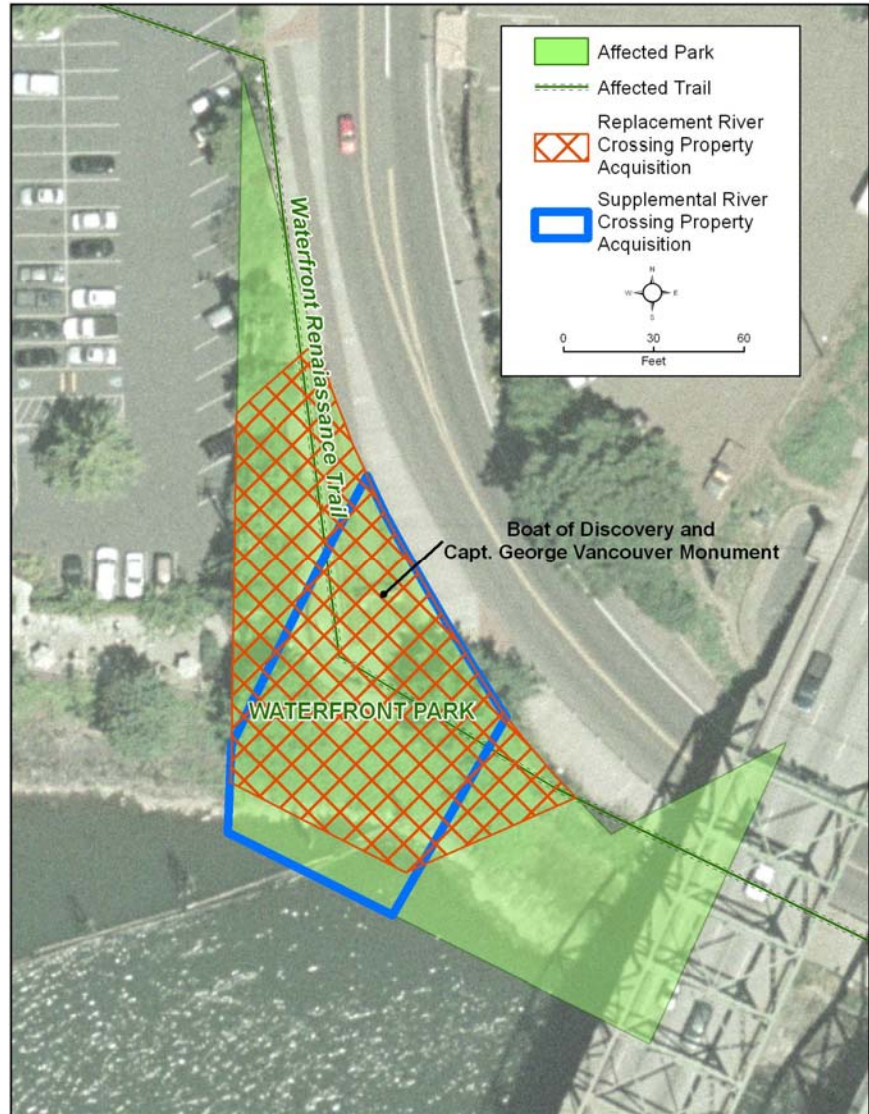 Affected Park
Affected Trail
Replacement River
Crossing Property
Acquisition
Supplemental River
Crossing Property
Acquisition
N
W
E
S
0
30
60
Feet
Waterfront Renaiassance Trail
Boat of Discovery and
Capt. George Vancouver Monument
WATERFRONT PARK